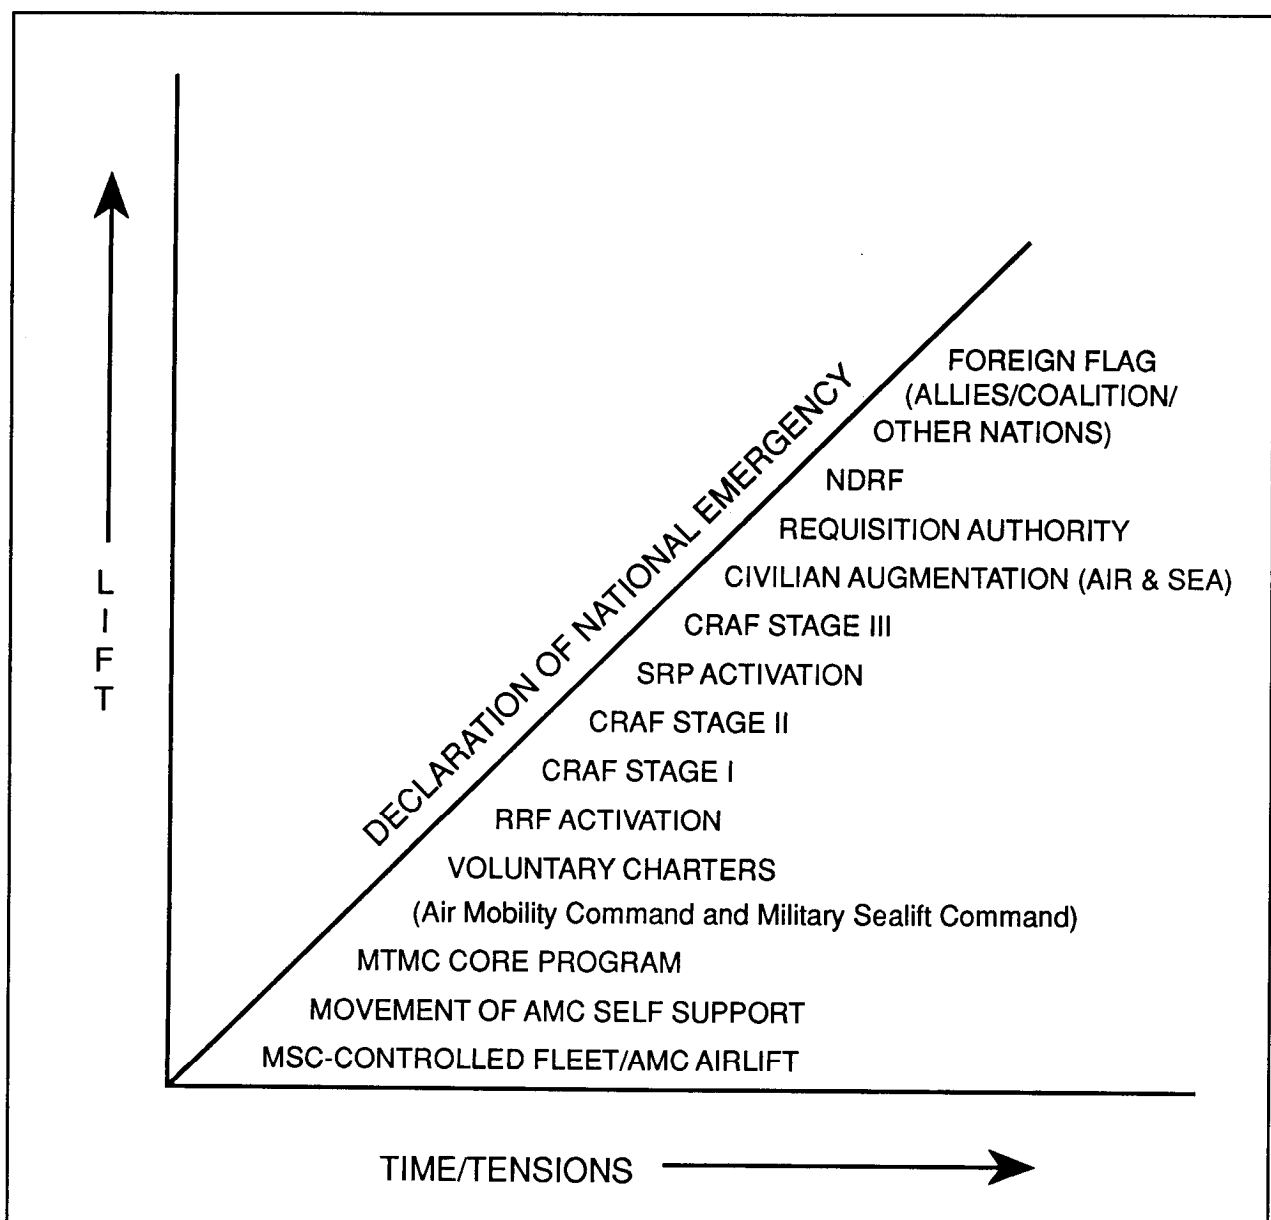 LIFT
DECLARATION OF NATIONAL EMERGENCY
FOREIGN FLAG
(ALLIES/COALITION/
OTHER NATIONS)
NDRF
REQUISITION AUTHORITY
CIVILIAN AUGMENTATION (AIR & SEA)
CRAF STAGE III
SRP ACTIVATION
CRAF STAGE II
CRAF STAGE I
RRF ACTIVATION
VOLUNTARY CHARTERS
(Air Mobility Command and Military Sealift Command)
MTMC CORE PROGRAM
MOVEMENT OF AMC SELF SUPPORT
MSC-CONTROLLED FLEET/AMC AIRLIFT
TIME/TENSIONS